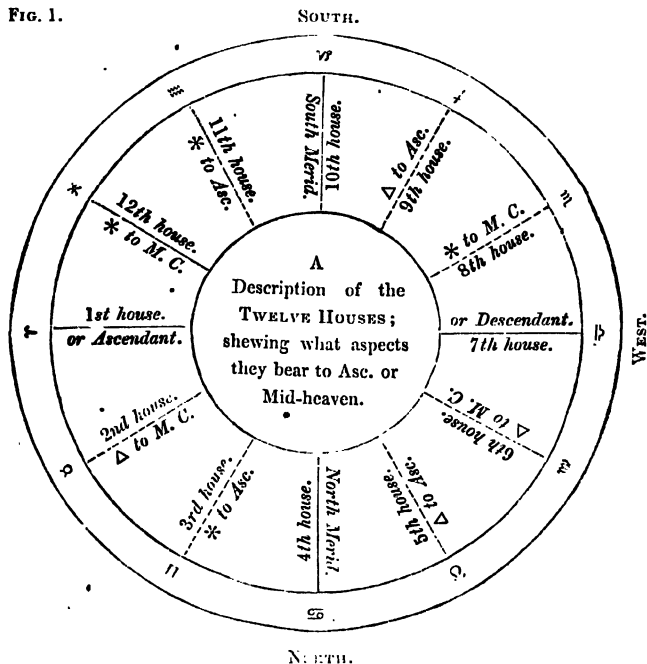 FIG. 1.
SOUTH.
♑
♒
♐
11th house.
⚹ to Asc.
South Merid.
10th house.
△ to Asc.
9th house.
♓
♏
12th house.
⚹ to M. C.
⚹ to M. C.
8th house.
A
Description of the
TWELVE HOUSES;
shewing what aspects
they bear to Asc. or
Mid-heaven.
♈
1st house.
or Ascendant.
or Descendant.
7th house.
♎
WEST.
2nd house.
△ to M. C.
△ to M. C.
6th house.
♉
3rd house.
⚹ to Asc.
4th house.
North Merid.
5th house.
△ to Asc.
♊
♋